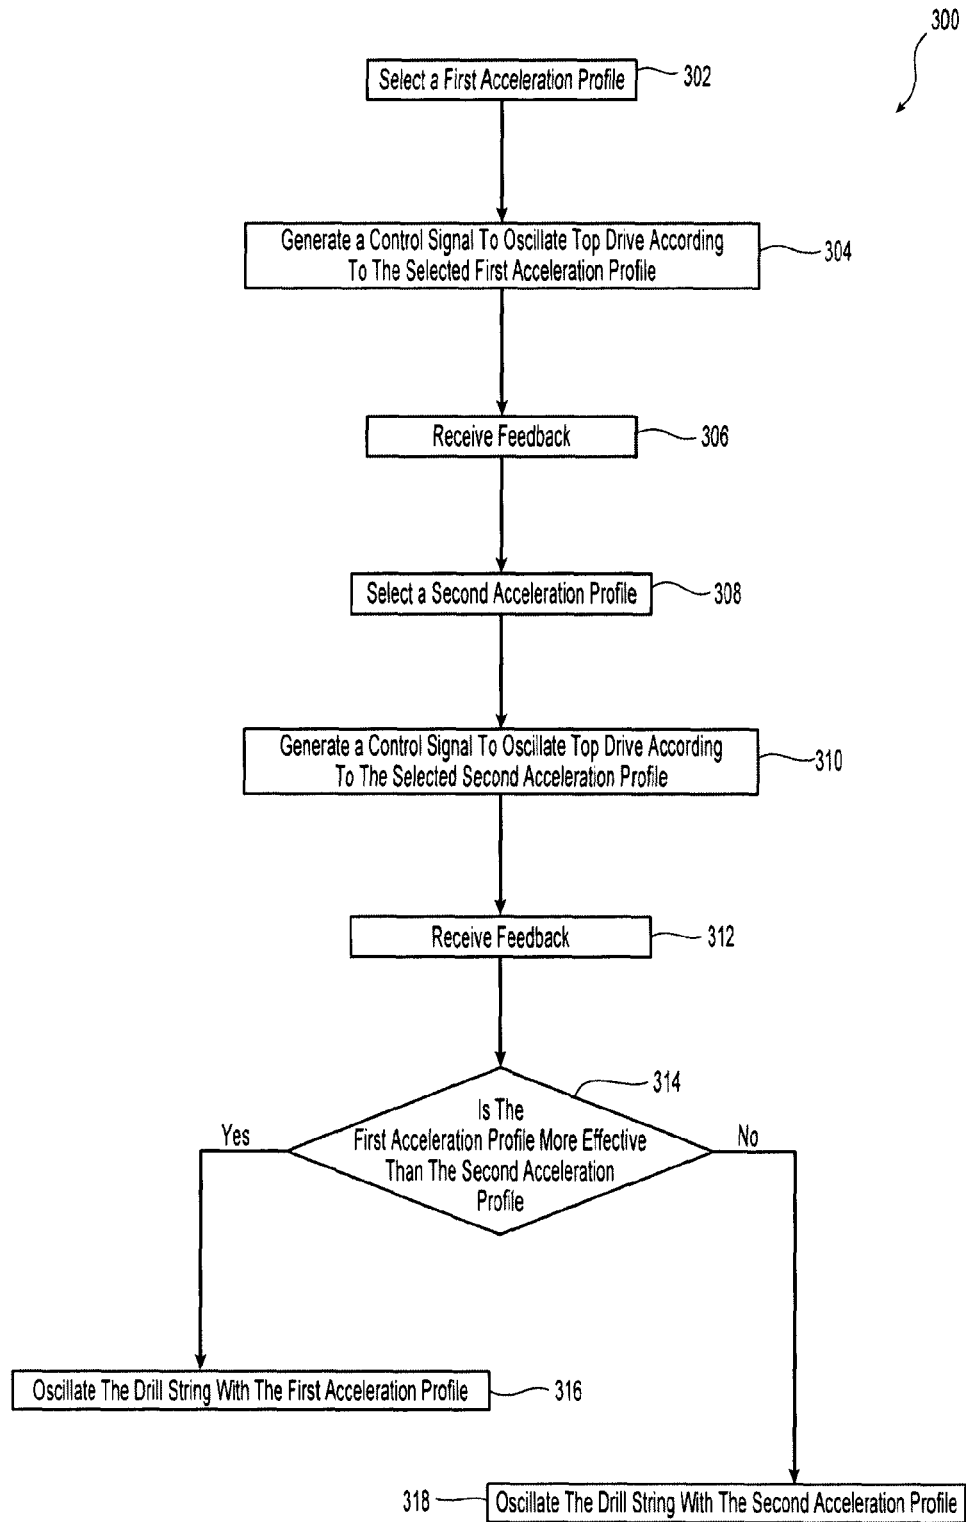 300
Select a First Acceleration Profile
302
Generate a Control Signal To Oscillate Top Drive According
To The Selected First Acceleration Profile
304
Receive Feedback
306
Select a Second Acceleration Profile
308
Generate a Control Signal To Oscillate Top Drive According
To The Selected Second Acceleration Profile
310
Receive Feedback
312
314
Is The
First Acceleration Profile More Effective
Than The Second Acceleration
Profile
Yes
No
Oscillate The Drill String With The First Acceleration Profile
316
318
Oscillate The Drill String With The Second Acceleration Profile